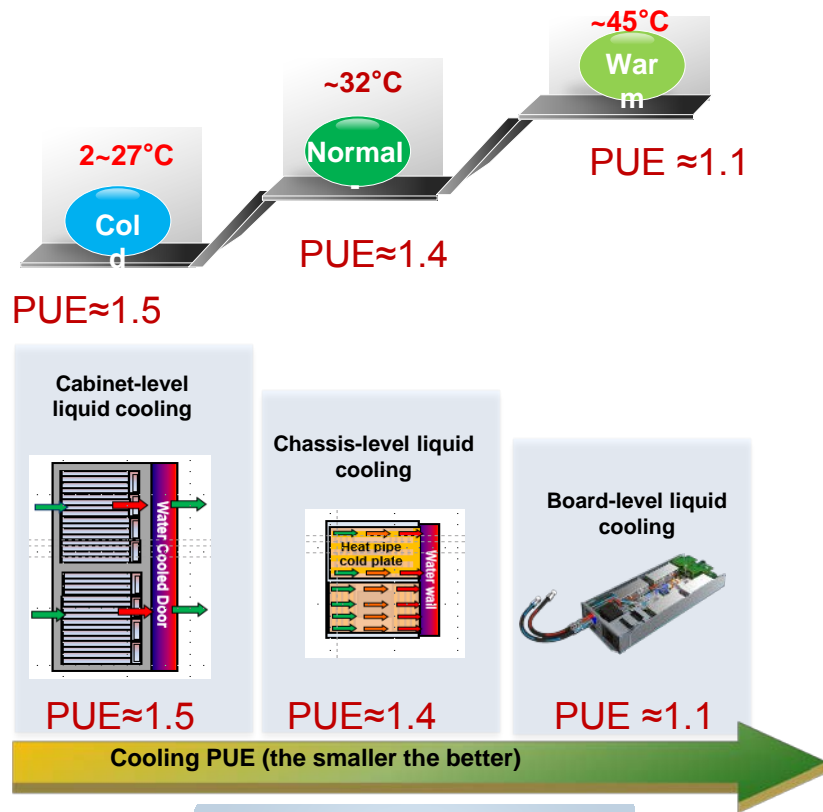 ~45°C
War
m
~32°C
Normal
PUE ≈1.1
2~27°C
Col
d
PUE≈1.4
PUE≈1.5
Cabinet-level
liquid cooling
Water Cooled Door
PUE≈1.5
Chassis-level liquid
cooling
Heat pipe
cold plate
Water wail
PUE≈1.4
Board-level liquid
cooling
PUE ≈1.1
Cooling PUE (the smaller the better)